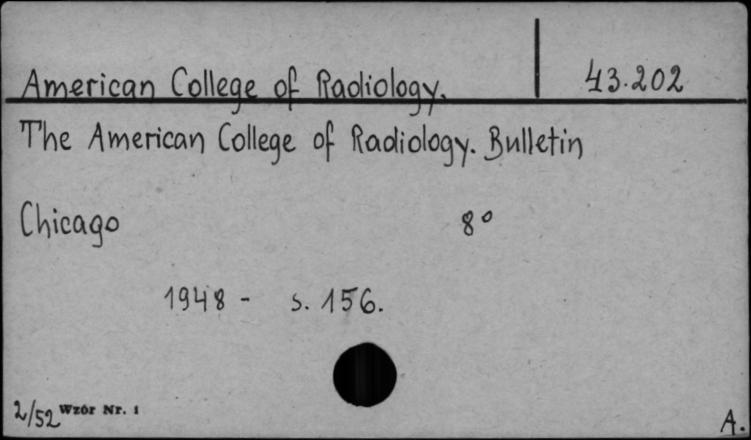 American College of Radiology. 43.202
The American College of Radiology. Bulletin
Chicago 8°
1948 - s. 156.
2/52 Wzór Nr. 1
A.